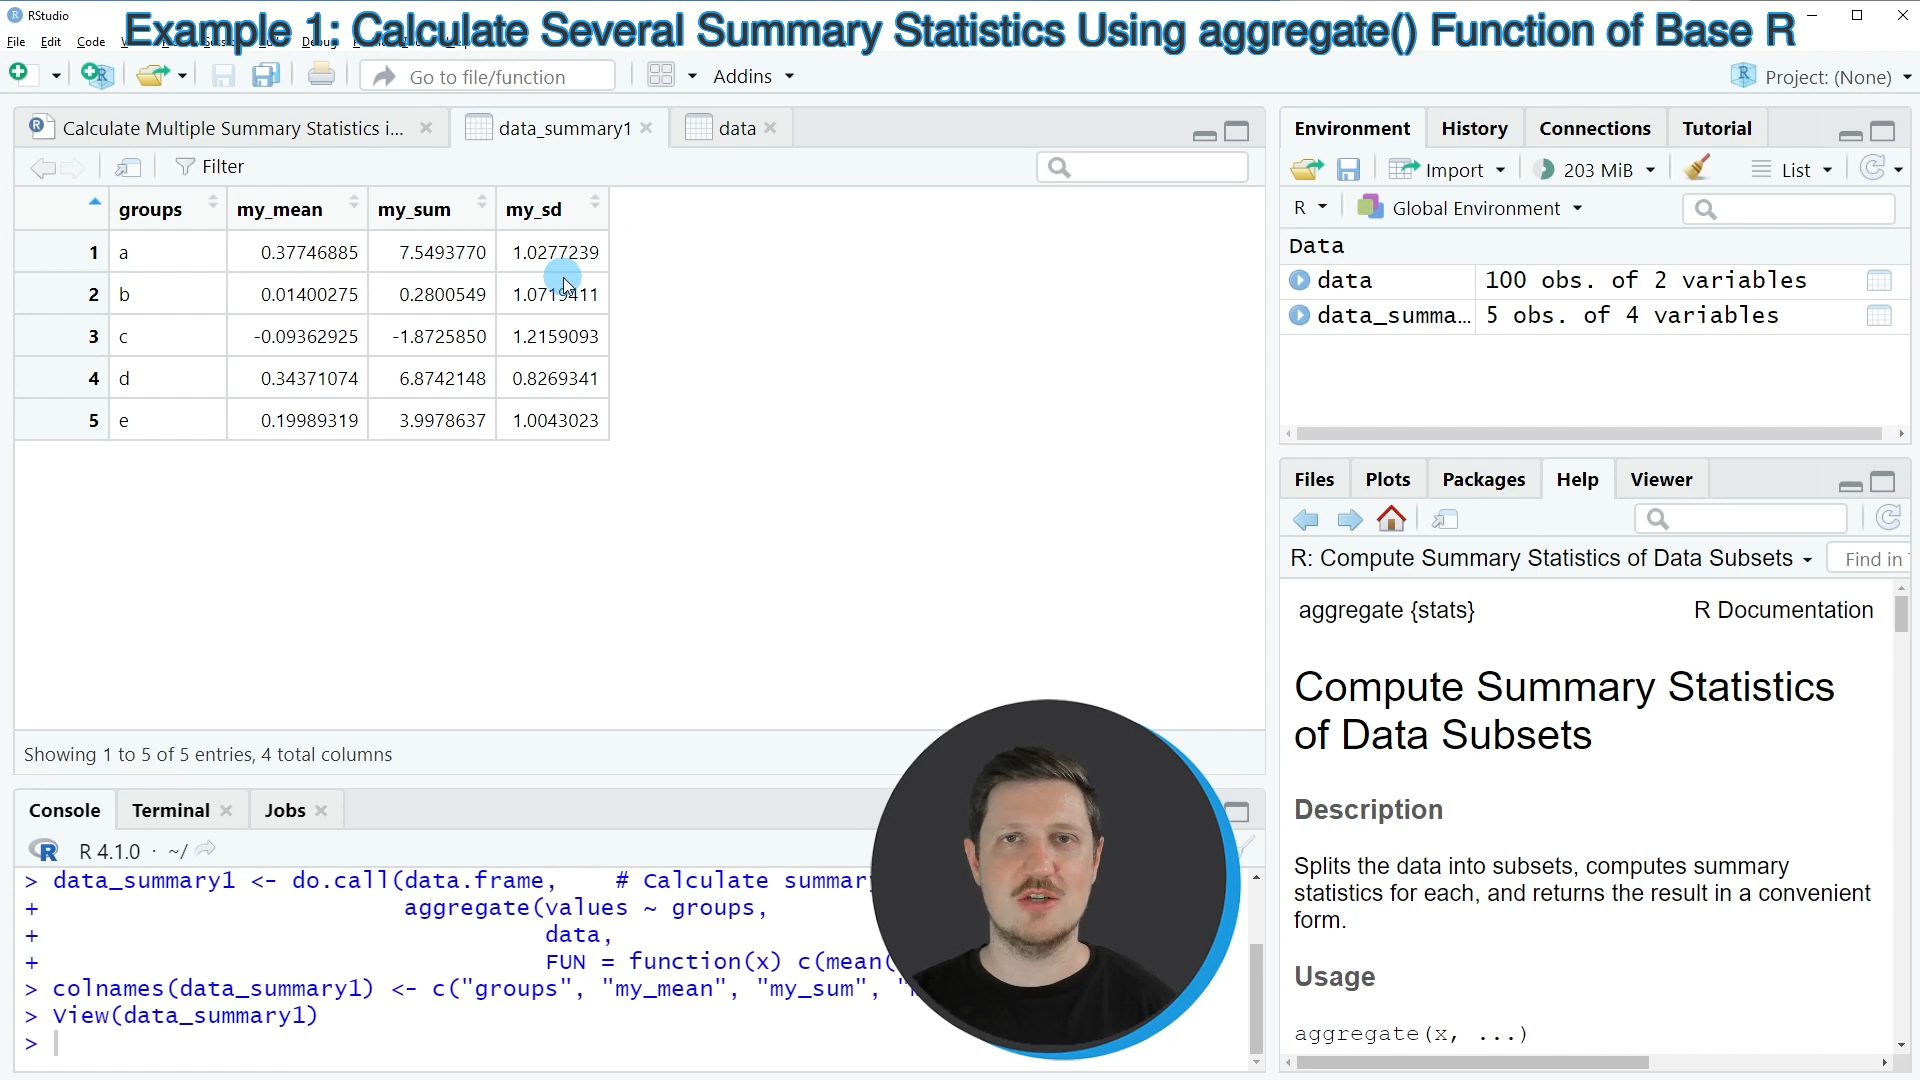 RStudio
Example 1: Calculate Several Summary Statistics Using aggregate() Function of Base R
File Edit Code
Go to file/function
Addins
Project: (None)
Calculate Multiple Summary Statistics i...
data_summary1
data
Filter
groups my_mean my_sum my_sd
1 a 0.37746885 7.5493770 1.0277239
2 b 0.01400275 0.2800549 1.0719411
3 c -0.09362925 -1.8725850 1.2159093
4 d 0.34371074 6.8742148 0.8269341
5 e 0.19989319 3.9978637 1.0043023
Showing 1 to 5 of 5 entries, 4 total columns
Console Terminal Jobs
R 4.1.0 · ~/
> data_summary1 <- do.call(data.frame, # Calculate summar
+ aggregate(values ~ groups,
+ data,
+ FUN = function(x) c(mean(
> colnames(data_summary1) <- c("groups", "my_mean", "my_sum", "
> View(data_summary1)
>
Environment History Connections Tutorial
Import 203 MiB List
R Global Environment
Data
data 100 obs. of 2 variables
data_summa... 5 obs. of 4 variables
Files Plots Packages Help Viewer
R: Compute Summary Statistics of Data Subsets Find in
aggregate {stats} R Documentation
Compute Summary Statistics
of Data Subsets
Description
Splits the data into subsets, computes summary
statistics for each, and returns the result in a convenient
form.
Usage
aggregate(x, ...)